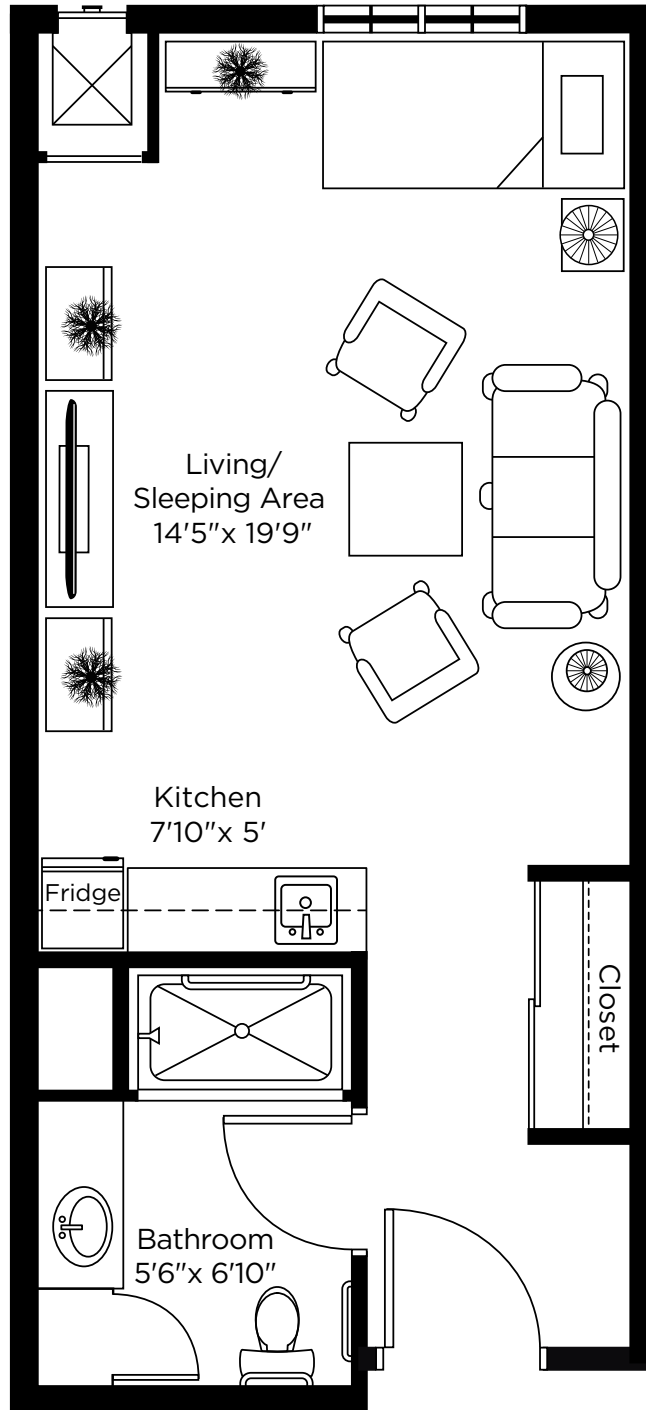 Living/
Sleeping Area
14'5"x 19'9"
Kitchen
7'10"x 5'
Fridge
Closet
Bathroom
5'6"x 6'10"